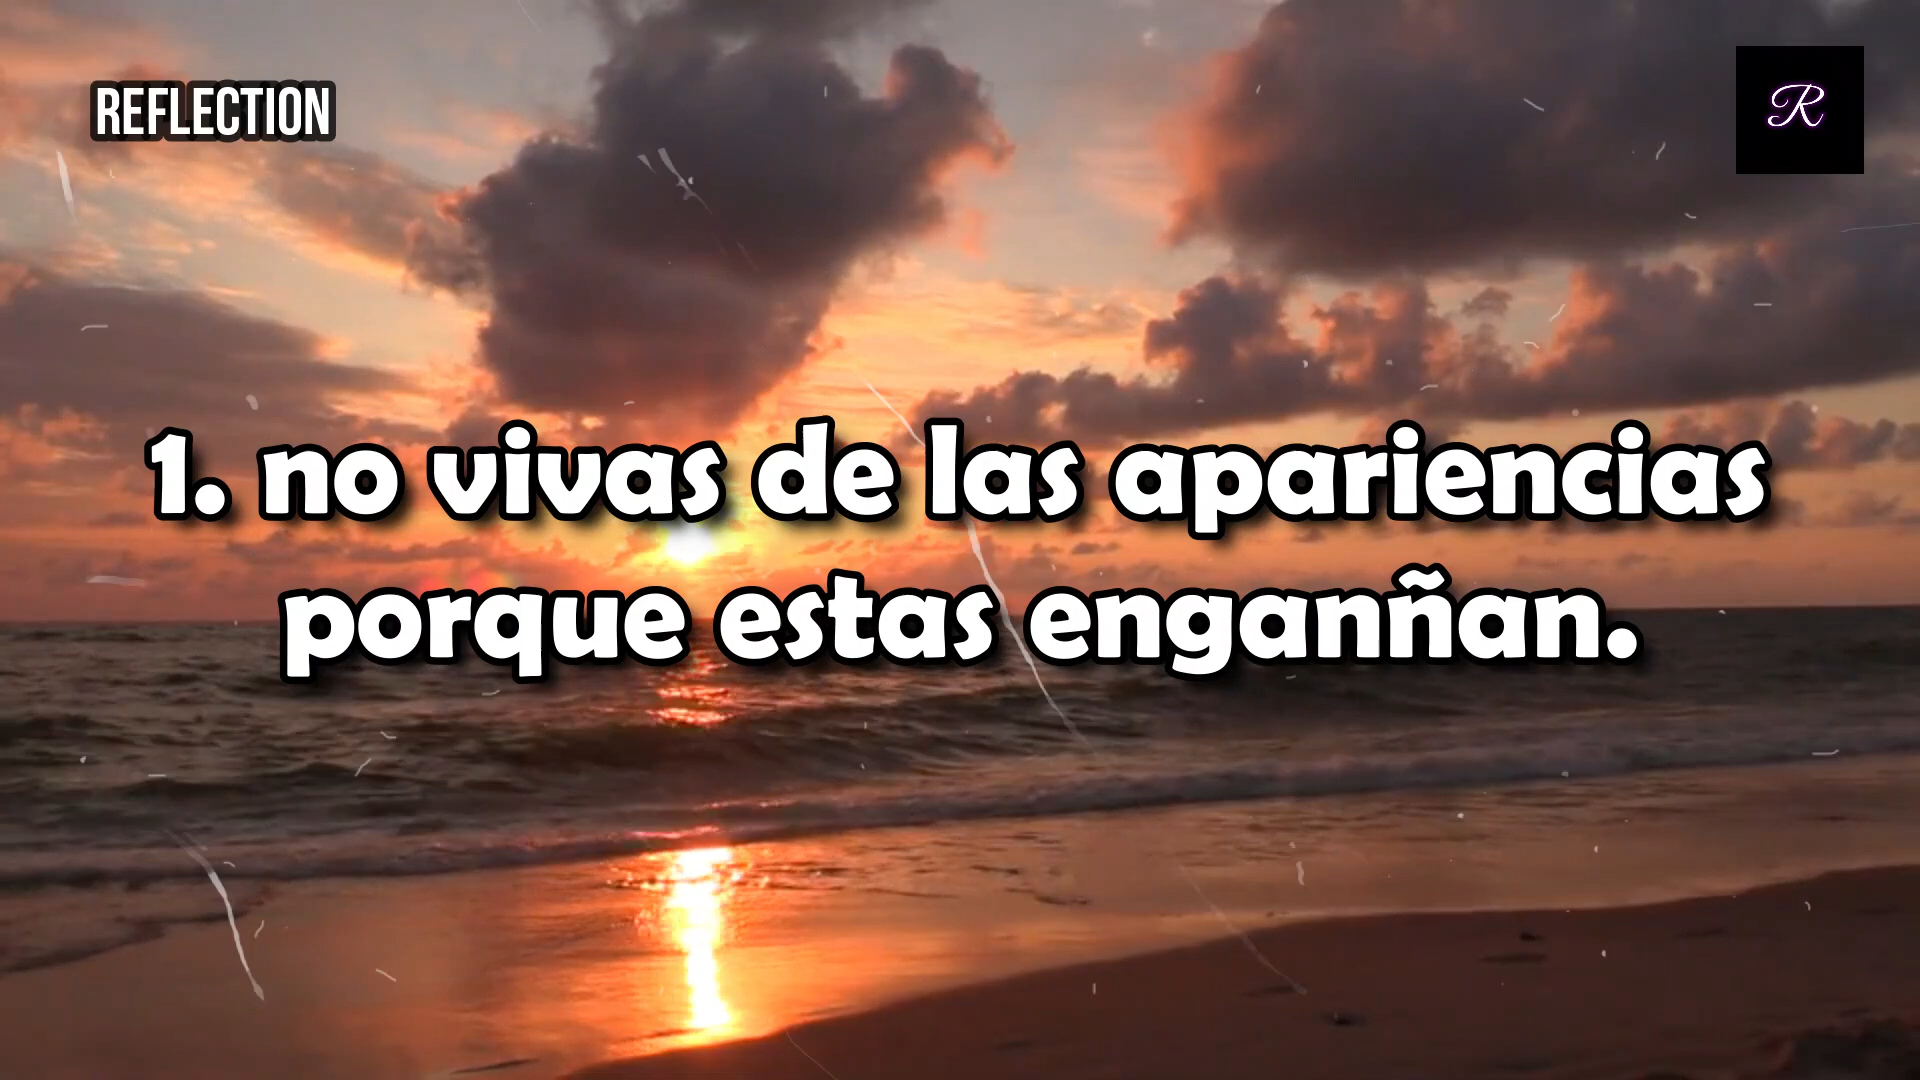 REFLECTION
R
1. no vivas de las apariencias
porque estas enganñan.